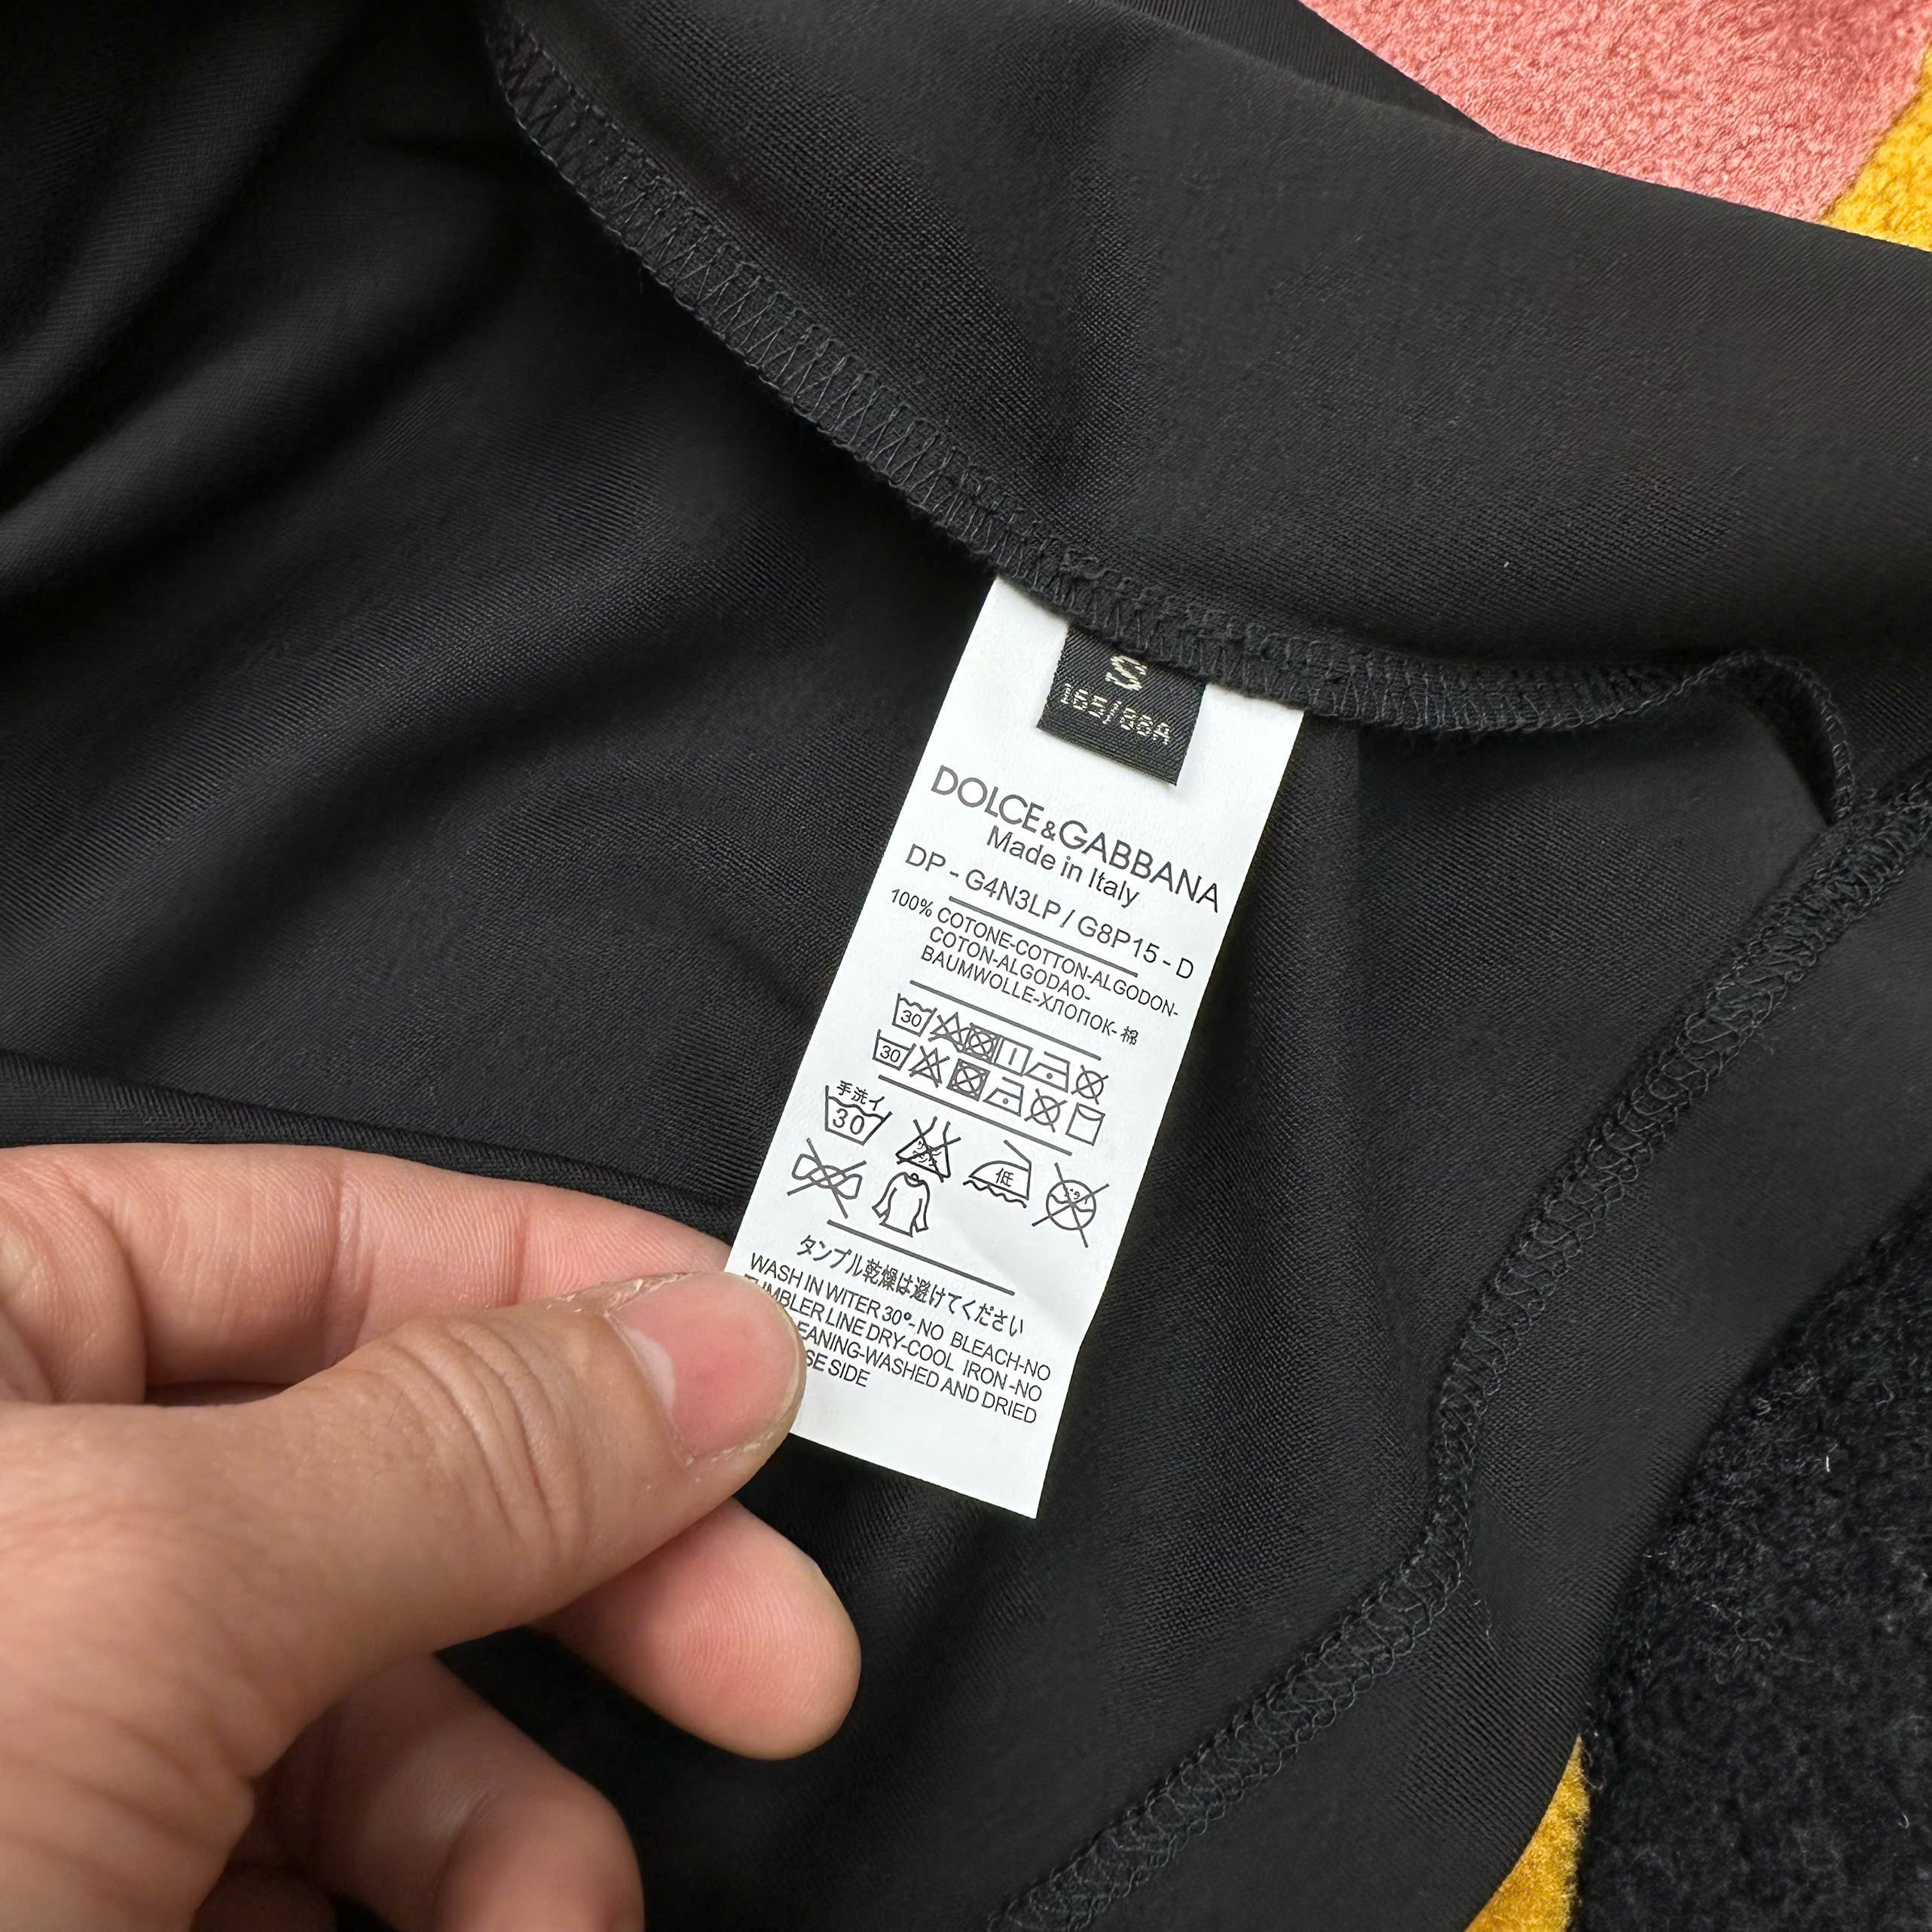 S
165/86A
DOLCE&GABBANA
Made in Italy
DP - G4N3LP / G8P15 - D
100% COTONE-COTTON-ALGODON-
COTON-ALGODAO-
BAUMWOLLE-ХЛОПОК- 棉
30
30
手洗イ
30
低
タンブル乾燥は避けてください
WASH IN WITER 30°-NO BLEACH-NO
TUMBLER LINE DRY-COOL IRON -NO
EANING-WASHED AND DRIED
SE SIDE